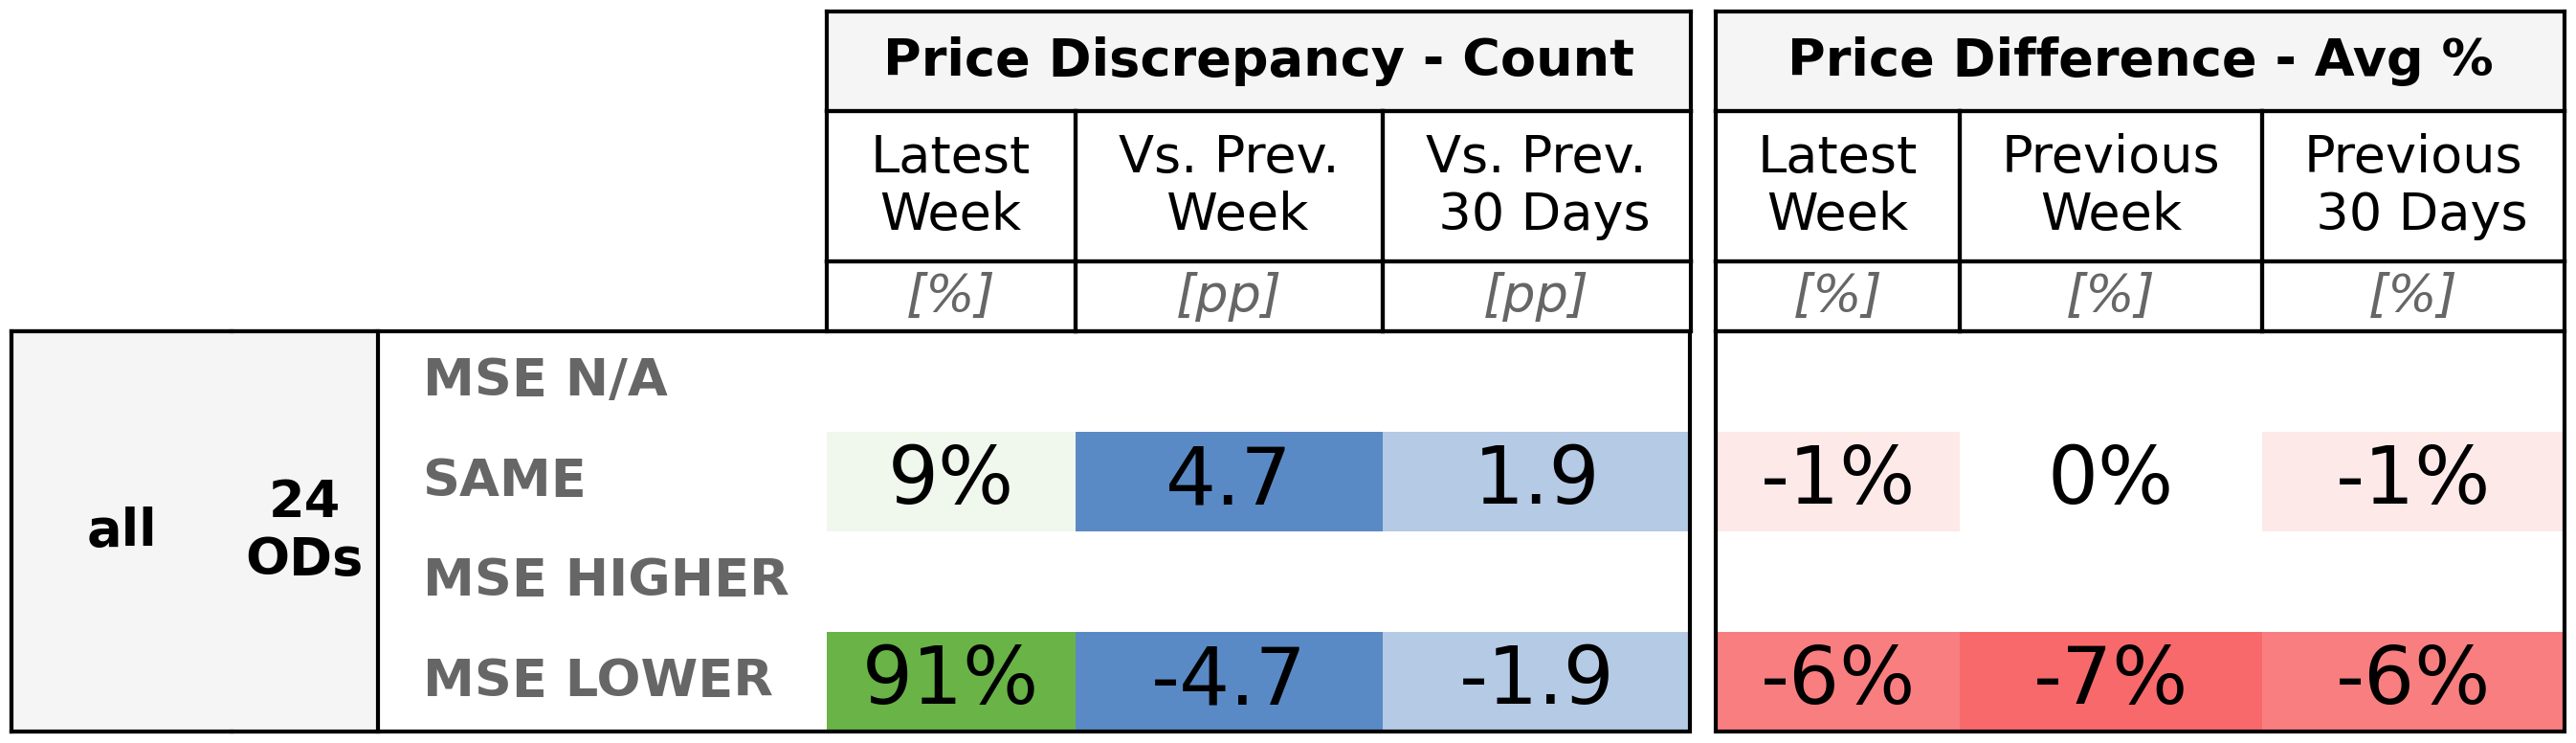 Price Discrepancy - Count Price Difference - Avg %
Latest Week Vs. Prev. Week Vs. Prev. 30 Days Latest Week Previous Week Previous 30 Days
[%] [pp] [pp] [%] [%] [%]
all 24 ODs
MSE N/A
SAME 9% 4.7 1.9 -1% 0% -1%
MSE HIGHER
MSE LOWER 91% -4.7 -1.9 -6% -7% -6%